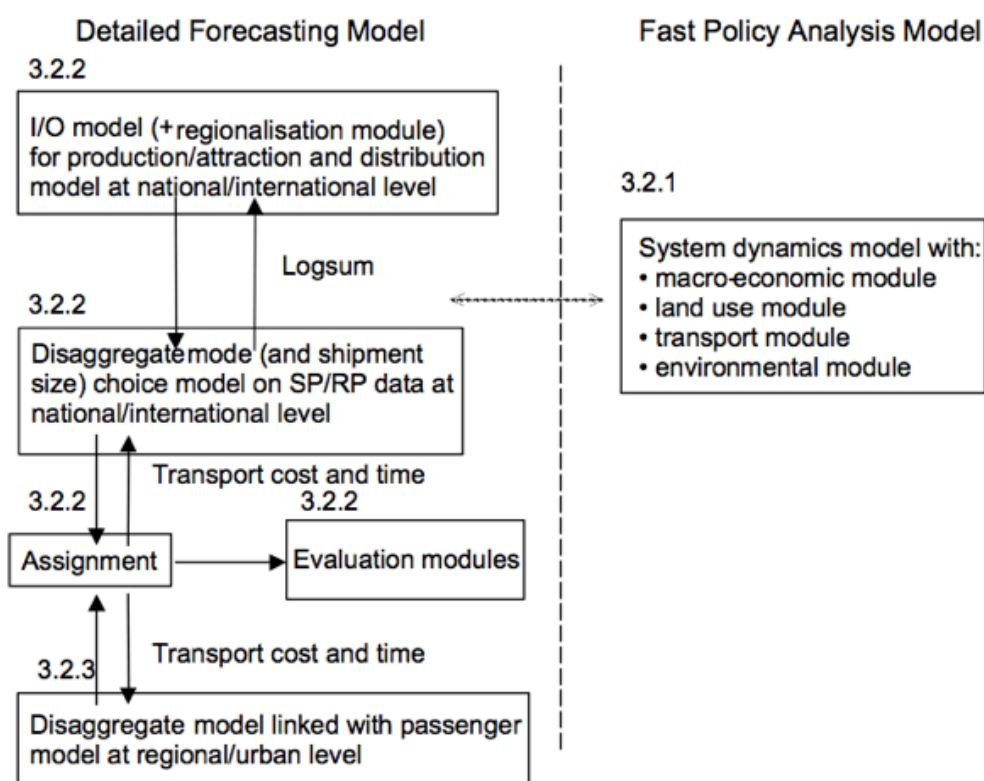 Detailed Forecasting Model
3.2.2
I/O model (+regionalisation module)
for production/attraction and distribution
model at national/international level
Logsum
3.2.2
Disaggregate mode (and shipment
size) choice model on SP/RP data at
national/international level
Transport cost and time
3.2.2
3.2.2
Assignment
Evaluation modules
Transport cost and time
3.2.3
Disaggregate model linked with passenger
model at regional/urban level
Fast Policy Analysis Model
3.2.1
System dynamics model with:
• macro-economic module
• land use module
• transport module
• environmental module